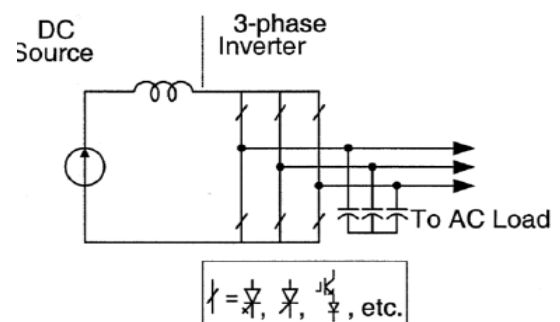 DC
Source
3-phase
Inverter
To AC Load
= , , , etc.